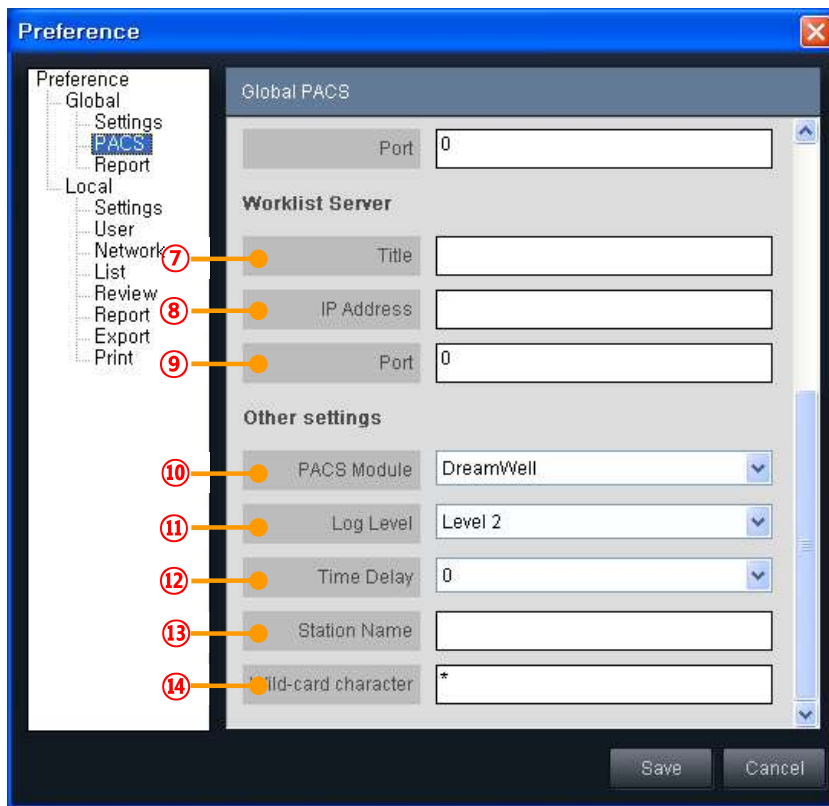 Preference
Preference
Global
Settings
PACS
Report
Local
Settings
User
Network
List
Review
Report
Export
Print
Global PACS
Port 0
Worklist Server
⑦ Title
⑧ IP Address
⑨ Port 0
Other settings
⑩ PACS Module DreamWell
⑪ Log Level Level 2
⑫ Time Delay 0
⑬ Station Name
⑭ Wild-card character *
Save Cancel